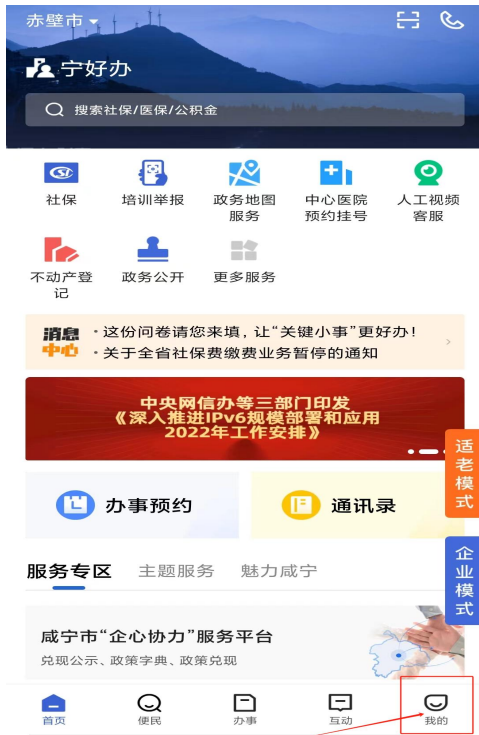 赤壁市
宁好办
搜索社保/医保/公积金
社保
培训举报
政务地图
服务
中心医院
预约挂号
人工视频
客服
不动产登
记
政务公开
更多服务
消息
中心
·这份问卷请您来填，让“关键小事”更好办！
·关于全省社保费缴费业务暂停的通知
中央网信办等三部门印发
《深入推进IPv6规模部署和应用
2022年工作安排》
适老模式
办事预约
通讯录
企业模式
服务专区
主题服务
魅力咸宁
咸宁市“企心协力”服务平台
兑现公示、政策字典、政策兑现
首页
便民
办事
互动
我的